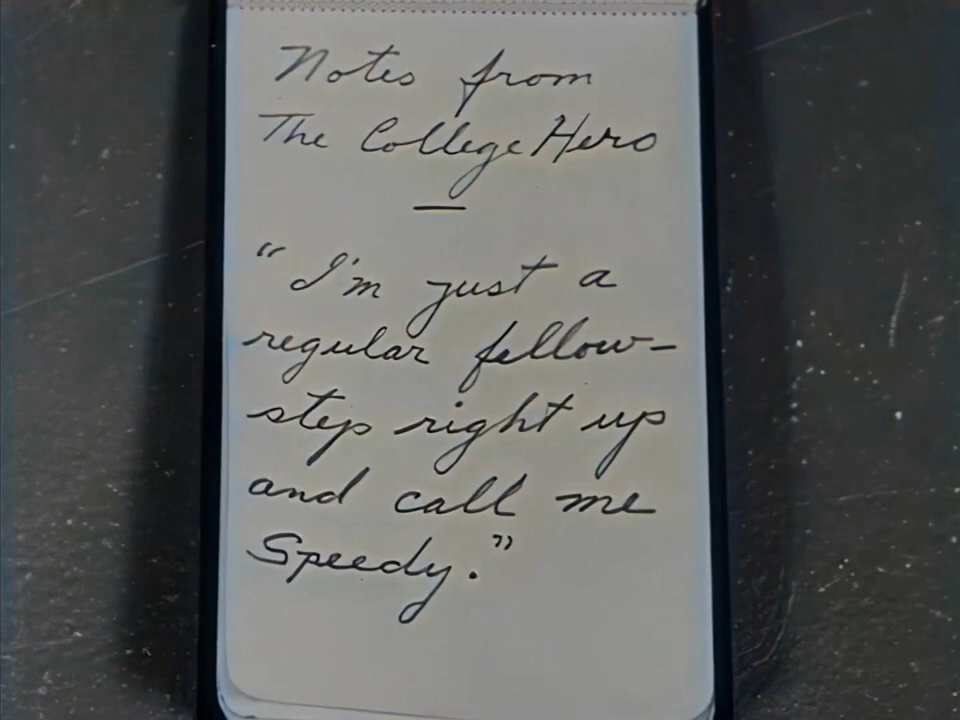 Notes from
The College Hero
—
"I'm just a
regular fellow—
step right up
and call me
Speedy."